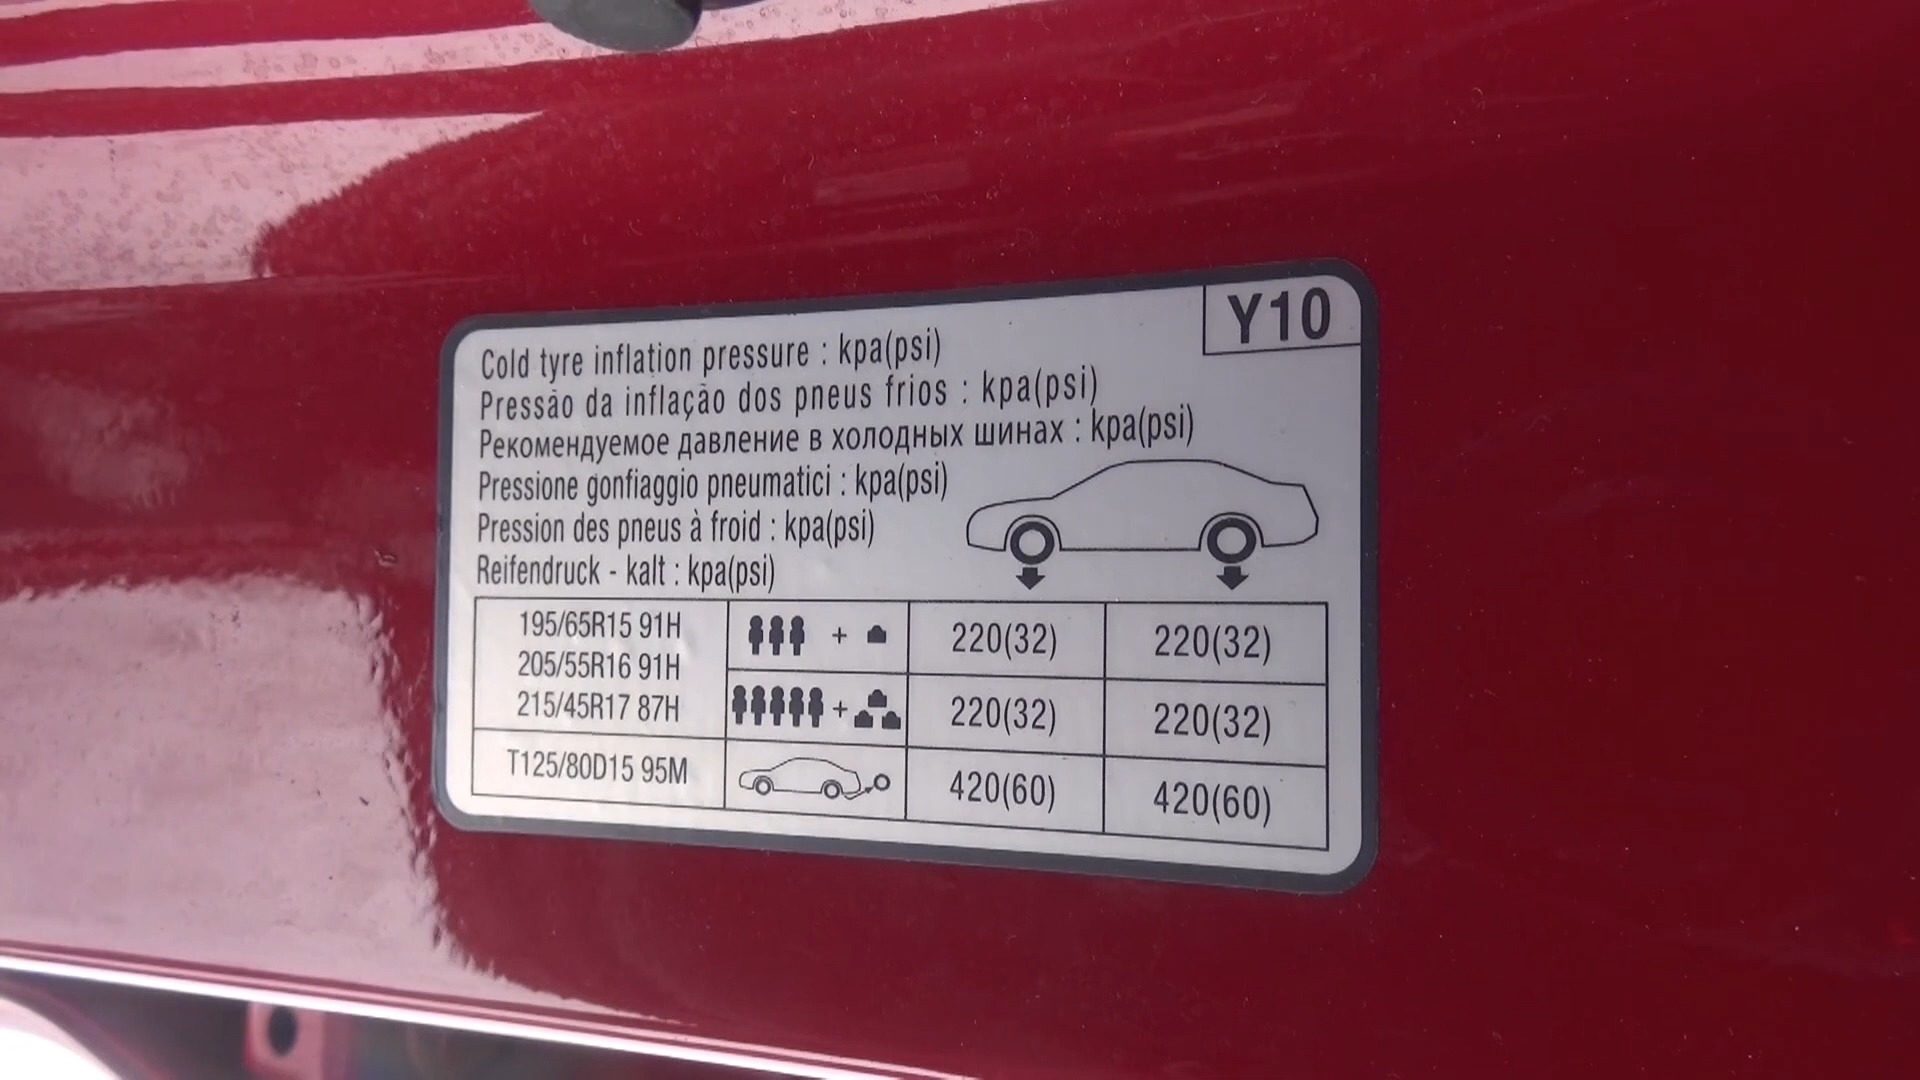 Y10
Cold tyre inflation pressure : kpa(psi)
Pressão da inflação dos pneus frios : kpa(psi)
Рекомендуемое давление в холодных шинах : kpa(psi)
Pressione gonfiaggio pneumatici : kpa(psi)
Pression des pneus à froid : kpa(psi)
Reifendruck - kalt : kpa(psi)
195/65R15 91H
205/55R16 91H
215/45R17 87H
+ 220(32) 220(32)
+ 220(32) 220(32)
T125/80D15 95M 420(60) 420(60)